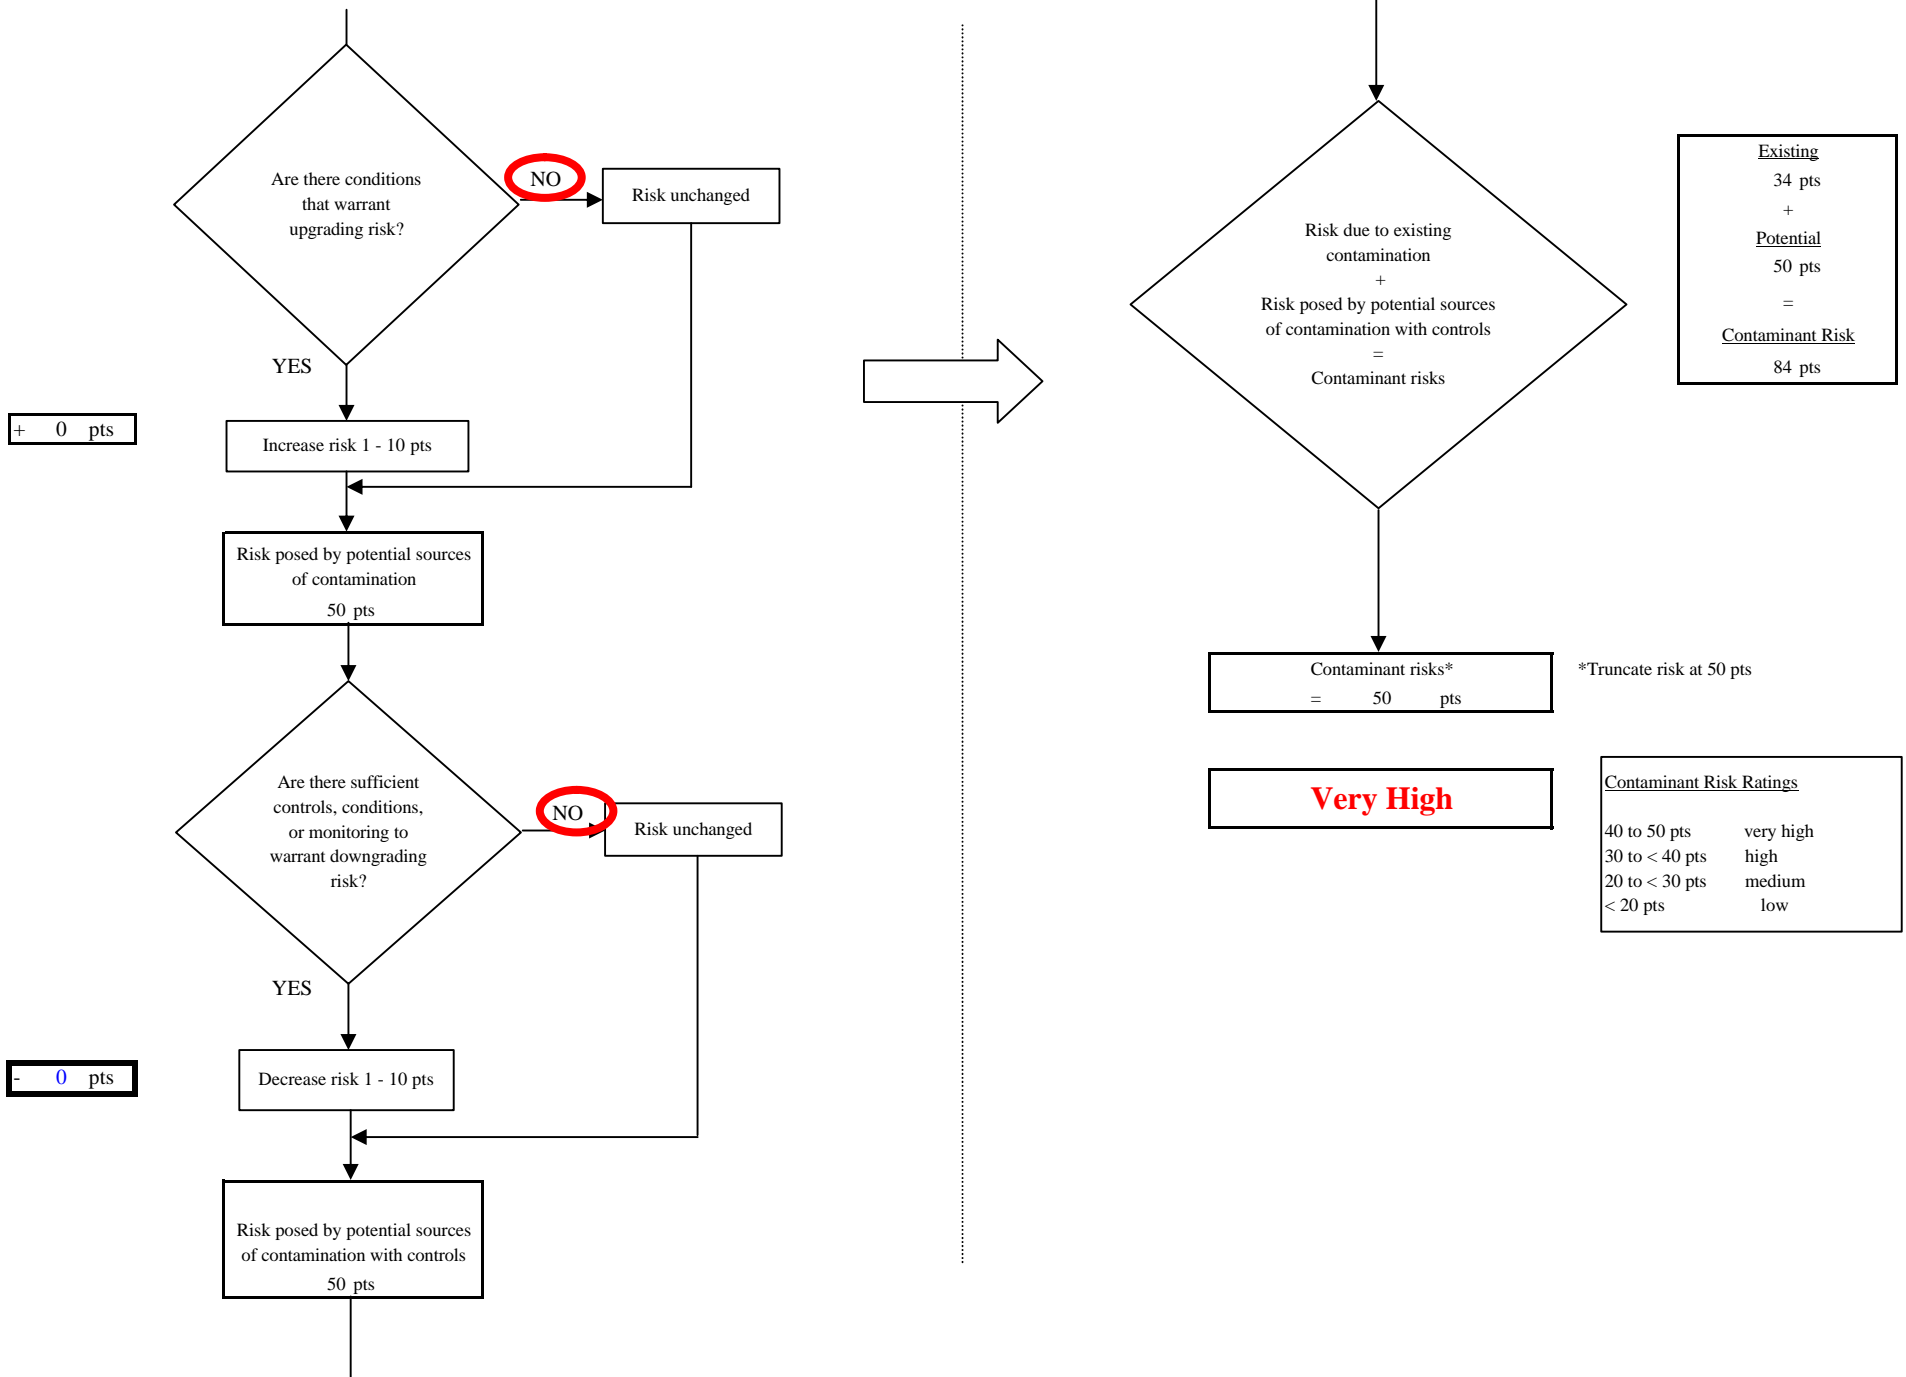 Are there conditions
that warrant
upgrading risk?
NO
Risk unchanged
YES
+ 0 pts
Increase risk 1 - 10 pts
Risk posed by potential sources
of contamination
50 pts
Are there sufficient
controls, conditions,
or monitoring to
warrant downgrading
risk?
NO
Risk unchanged
YES
- 0 pts
Decrease risk 1 - 10 pts
Risk posed by potential sources
of contamination with controls
50 pts
Risk due to existing
contamination
+
Risk posed by potential sources
of contamination with controls
=
Contaminant risks
Existing
34 pts
+
Potential
50 pts
=
Contaminant Risk
84 pts
Contaminant risks*
= 50 pts
*Truncate risk at 50 pts
Very High
Contaminant Risk Ratings
40 to 50 pts very high
30 to < 40 pts high
20 to < 30 pts medium
< 20 pts low